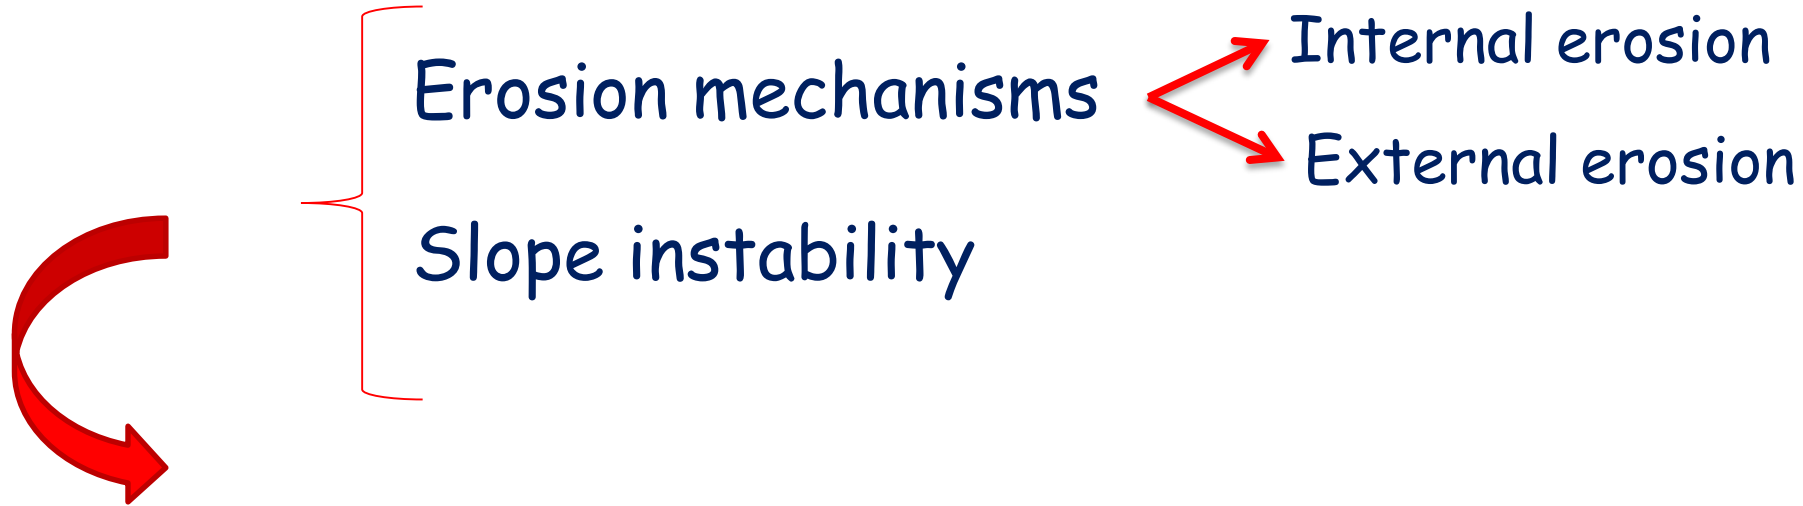 Internal erosion
Erosion mechanisms
External erosion
Slope instability